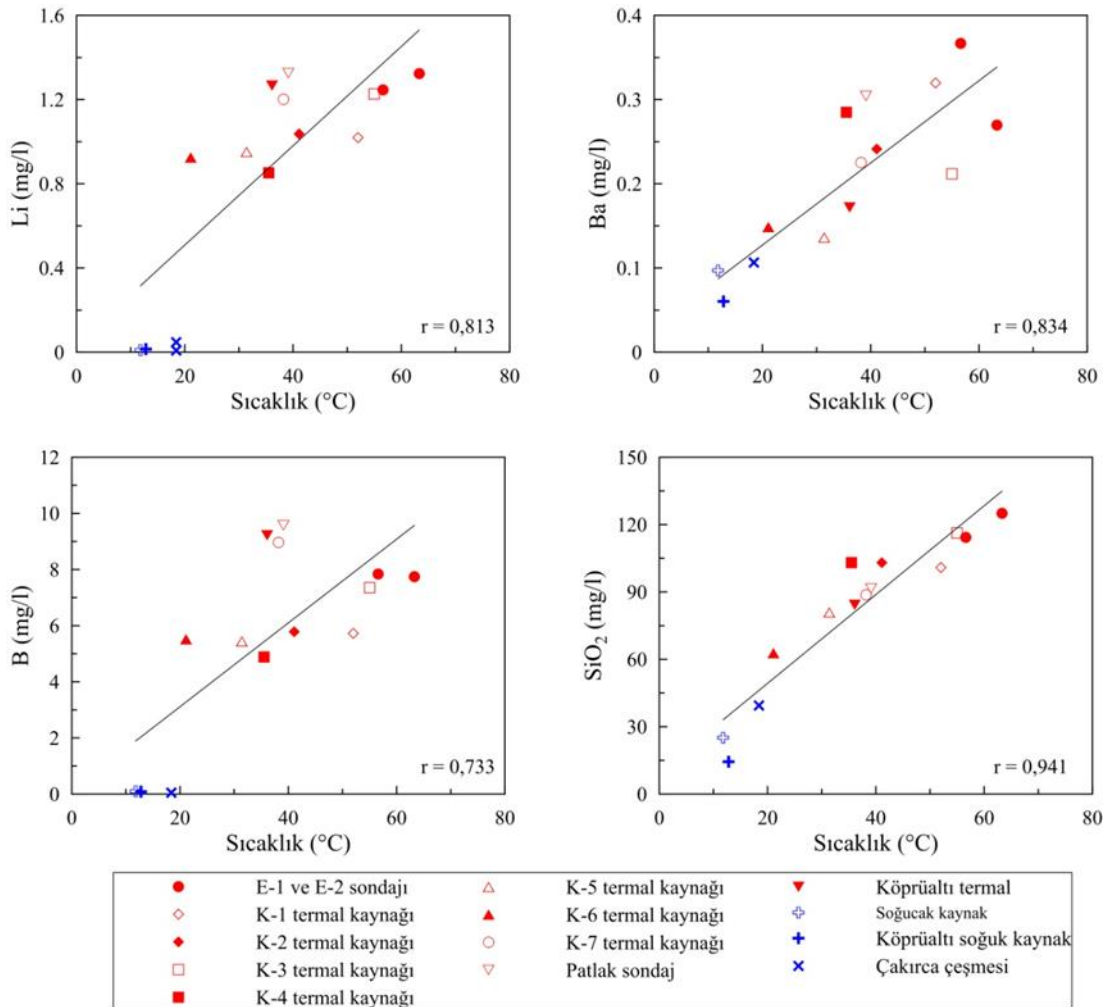 1.6
1.2
0.8
0.4
0
Li (mg/l)
r = 0,813
0 20 40 60 80
Sıcaklık (°C)
0.4
0.3
0.2
0.1
0
Ba (mg/l)
r = 0,834
0 20 40 60 80
Sıcaklık (°C)
12
10
8
6
4
2
0
B (mg/l)
r = 0,733
0 20 40 60 80
Sıcaklık (°C)
150
120
90
60
30
0
SiO2 (mg/l)
r = 0,941
0 20 40 60 80
Sıcaklık (°C)
E-1 ve E-2 sondajı
K-1 termal kaynağı
K-2 termal kaynağı
K-3 termal kaynağı
K-4 termal kaynağı
K-5 termal kaynağı
K-6 termal kaynağı
K-7 termal kaynağı
Patlak sondaj
Köprüaltı termal
Soğucak kaynak
Köprüaltı soğuk kaynak
Çakırca çeşmesi